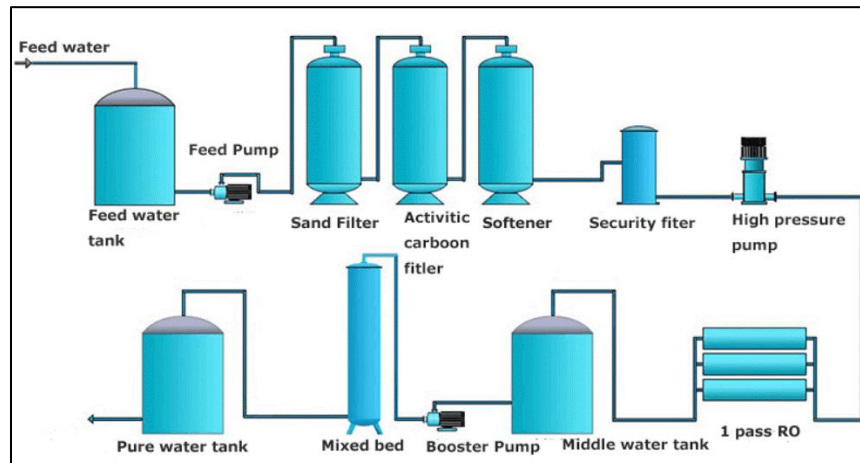 Feed water
Feed Pump
Feed water
tank
Sand Filter
Activitic
carboon
fitler
Softener
Security fiter
High pressure
pump
Pure water tank
Mixed bed
Booster Pump
Middle water tank
1 pass RO